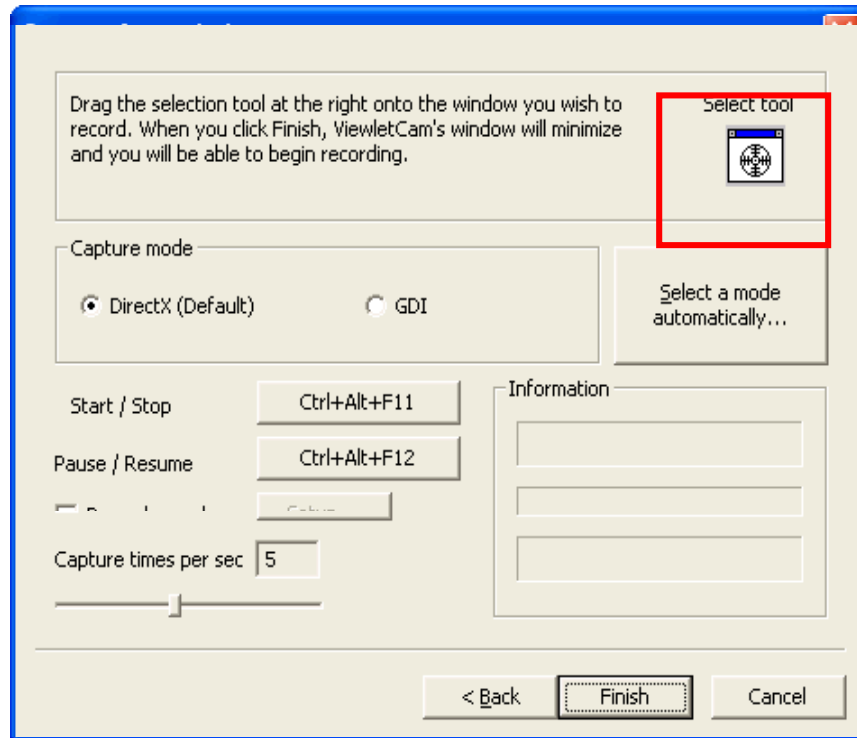 Drag the selection tool at the right onto the window you wish to
record. When you click Finish, ViewletCam's window will minimize
and you will be able to begin recording.
Select tool
Capture mode
DirectX (Default)
GDI
Select a mode
automatically...
Start / Stop
Ctrl+Alt+F11
Information
Pause / Resume
Ctrl+Alt+F12
Capture times per sec
5
< Back
Finish
Cancel